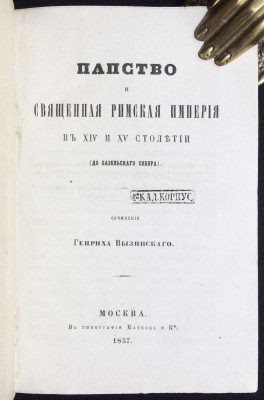 ПАПСТВО
И
СВЯЩЕННАЯ РИМСКАЯ ИМПЕРІЯ
ВЪ XIV И XV СТОЛѢТІИ
(ДО БАЗЕЛЬСКАГО СОБОРА).
КАД.КОРПУС.
СОЧИНЕНІЕ
Генриха Вызинскаго.
МОСКВА.
Въ типографіи Каткова и Кº.
1857.